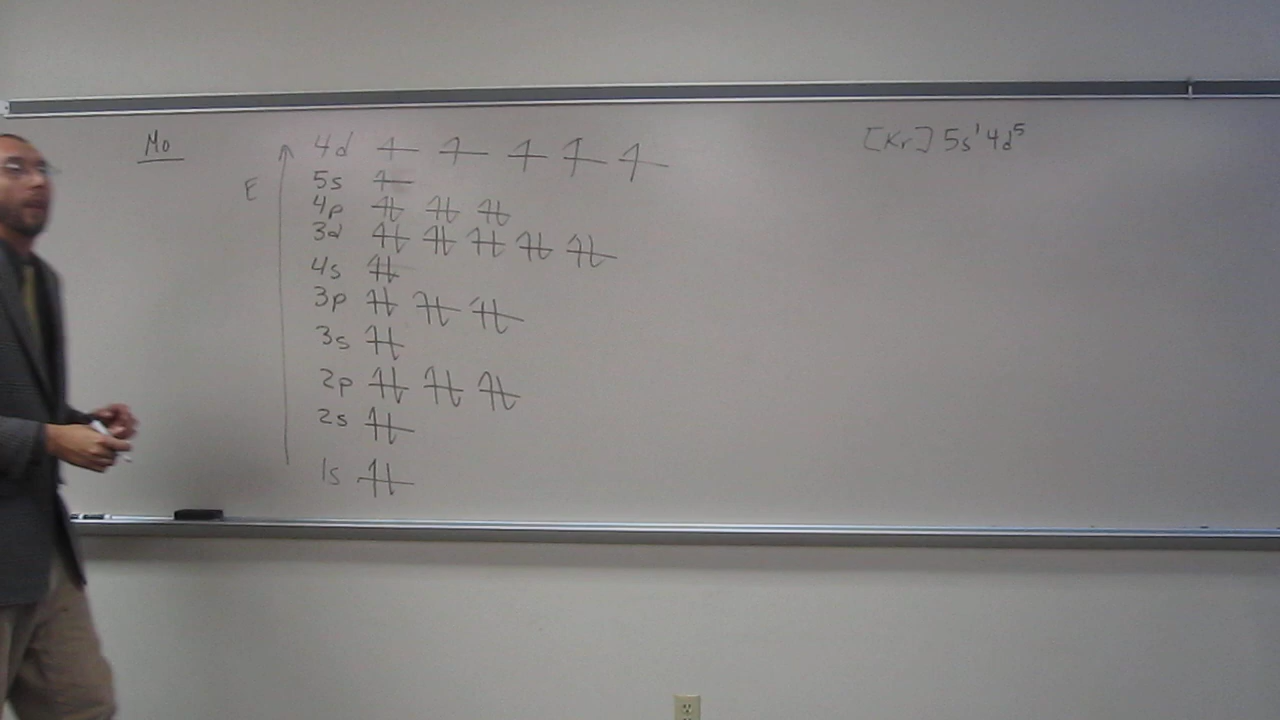 Mo
[Kr] 5s¹ 4d⁵
E
4d ↑ ↑ ↑ ↑ ↑
5s ↑
4p ↑↓ ↑↓ ↑↓
3d ↑↓ ↑↓ ↑↓ ↑↓ ↑↓
4s ↑↓
3p ↑↓ ↑↓ ↑↓
3s ↑↓
2p ↑↓ ↑↓ ↑↓
2s ↑↓
1s ↑↓